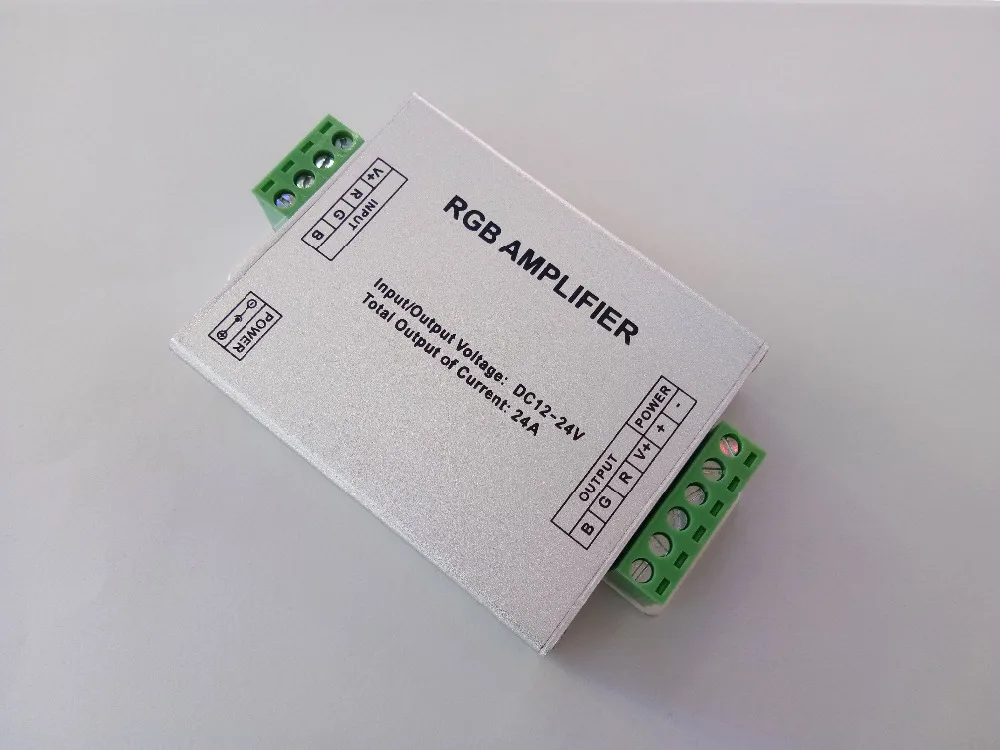 RGB AMPLIFIER
Input/Output Voltage: DC12-24V
Total Output of Current: 24A
INPUT
V+ R G B
POWER
OUTPUT POWER
B G R V+ + -